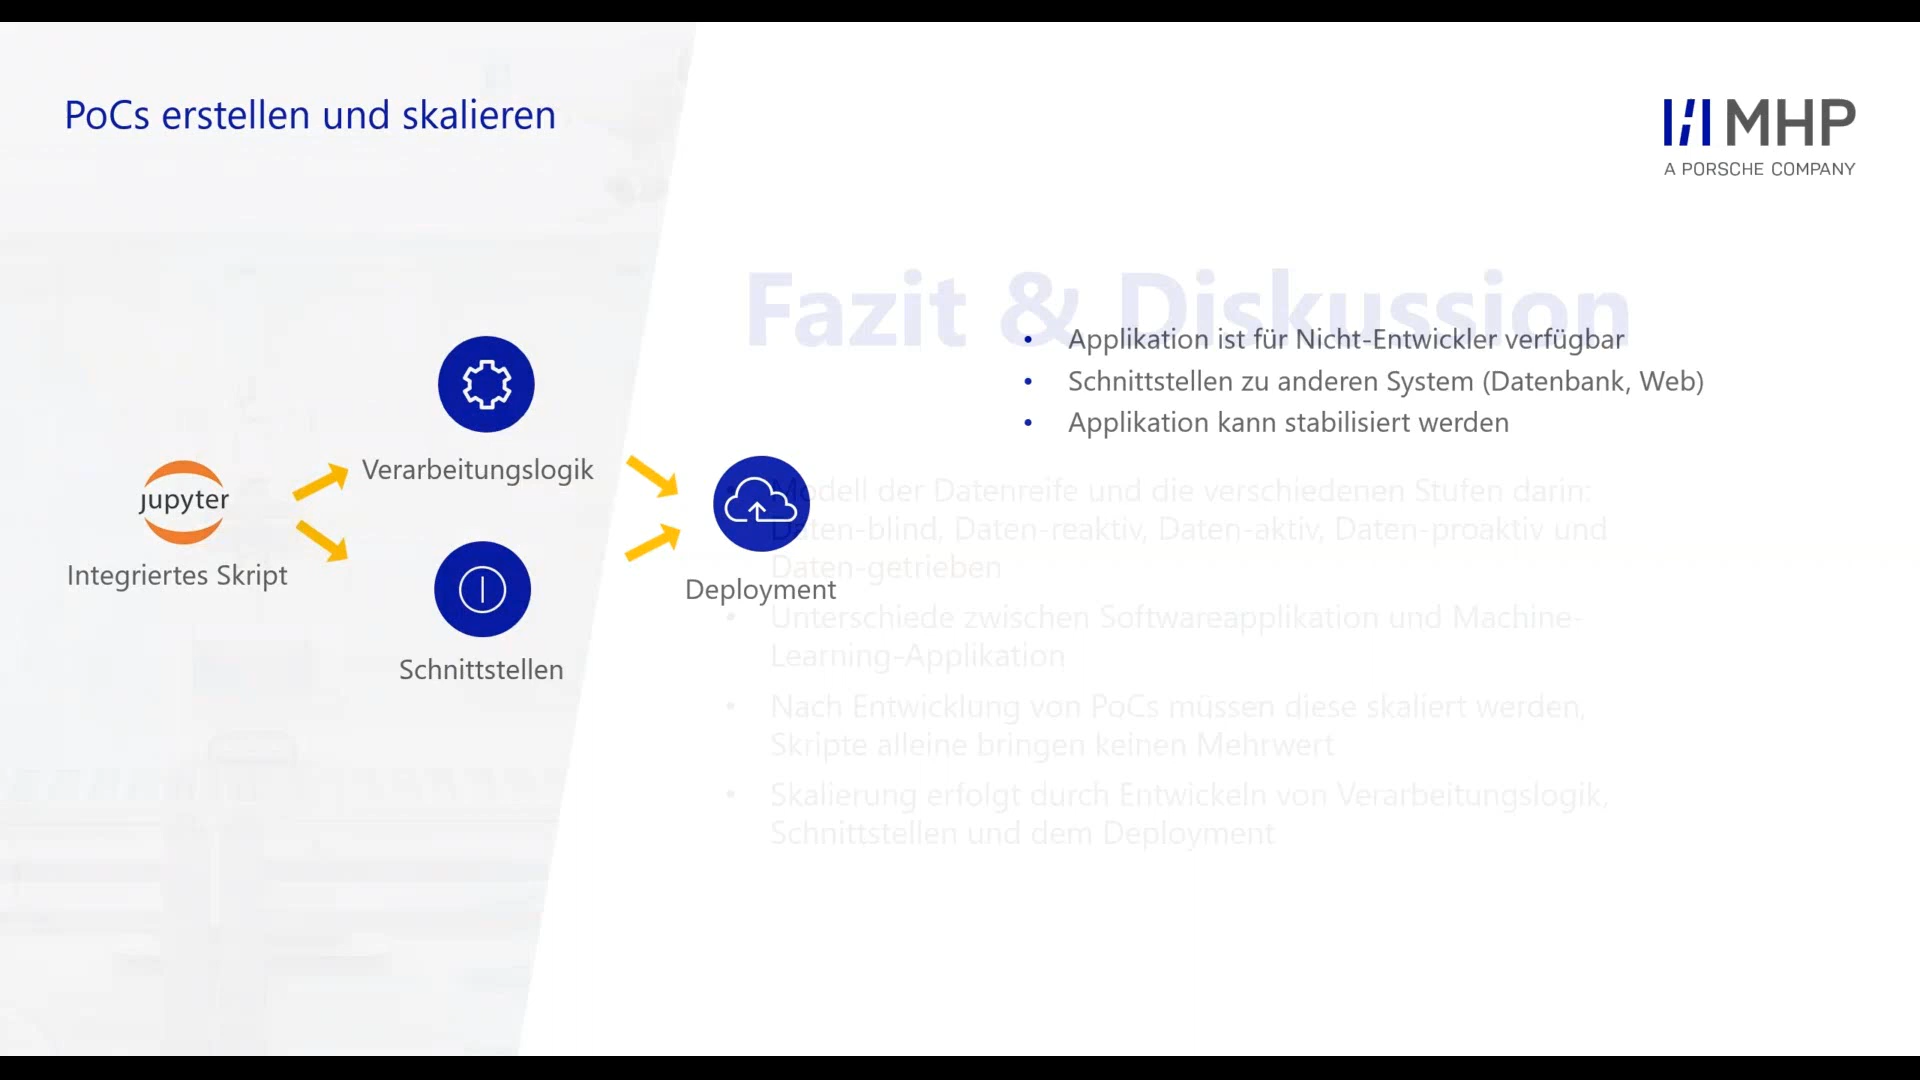 PoCs erstellen und skalieren
MHP
A PORSCHE COMPANY
Fazit & Diskussion
• Applikation ist für Nicht-Entwickler verfügbar
• Schnittstellen zu anderen System (Datenbank, Web)
• Applikation kann stabilisiert werden
Verarbeitungslogik
jupyter
Integriertes Skript
Schnittstellen
Deployment
• Modell der Datenreife und die verschiedenen Stufen darin:
Daten-blind, Daten-reaktiv, Daten-aktiv, Daten-proaktiv und
Daten-getrieben
• Unterschiede zwischen Softwareapplikation und Machine-
Learning-Applikation
• Nach Entwicklung von PoCs müssen diese skaliert werden,
Skripte alleine bringen keinen Mehrwert
• Skalierung erfolgt durch Entwickeln von Verarbeitungslogik,
Schnittstellen und dem Deployment